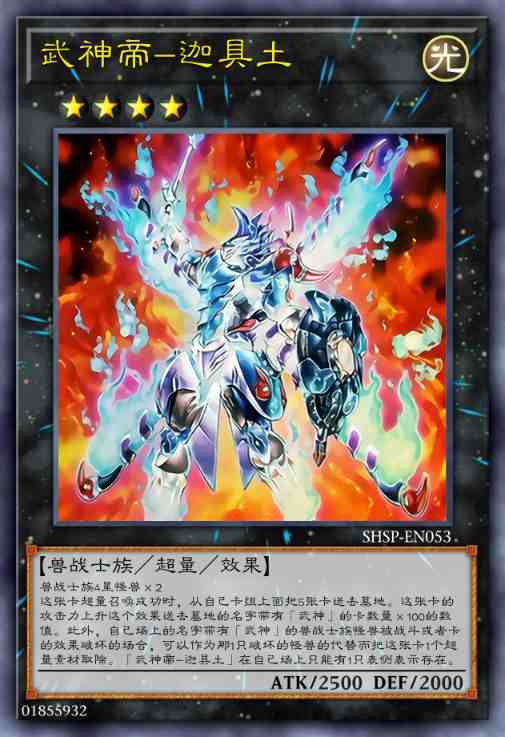 武神帝-迦具土
光
SHSP-EN053
【兽战士族／超量／效果】
兽战士族4星怪兽×2
这张卡超量召唤成功时，从自己卡组上面把5张卡送去墓地。这张卡的
攻击力上升这个效果送去墓地的名字带有「武神」的卡数量×100的数
值。此外，自己场上的名字带有「武神」的兽战士族怪兽被战斗或者卡
的效果破坏的场合，可以作为那1只破坏的怪兽的代替而把这张卡1个超
量素材取除。「武神帝-迦具土」在自己场上只能有1只表侧表示存在。
ATK/2500 DEF/2000
01855932